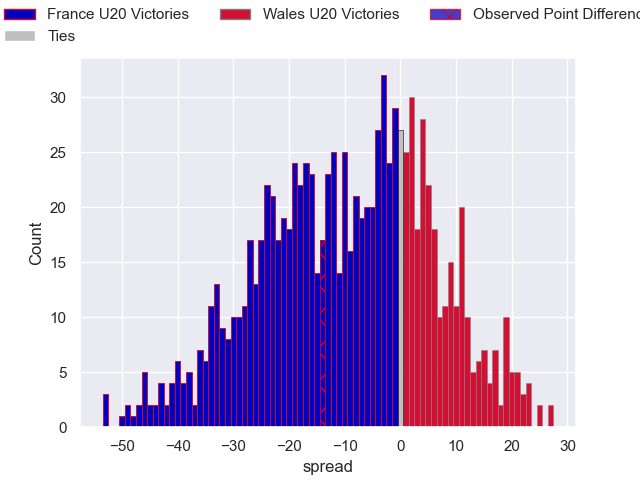 France U20 Victories
Wales U20 Victories
Observed Point Differenc
Ties
30
25
20
15
10
5
0
Count
−50 −40 −30 −20 −10 0 10 20 30
spread